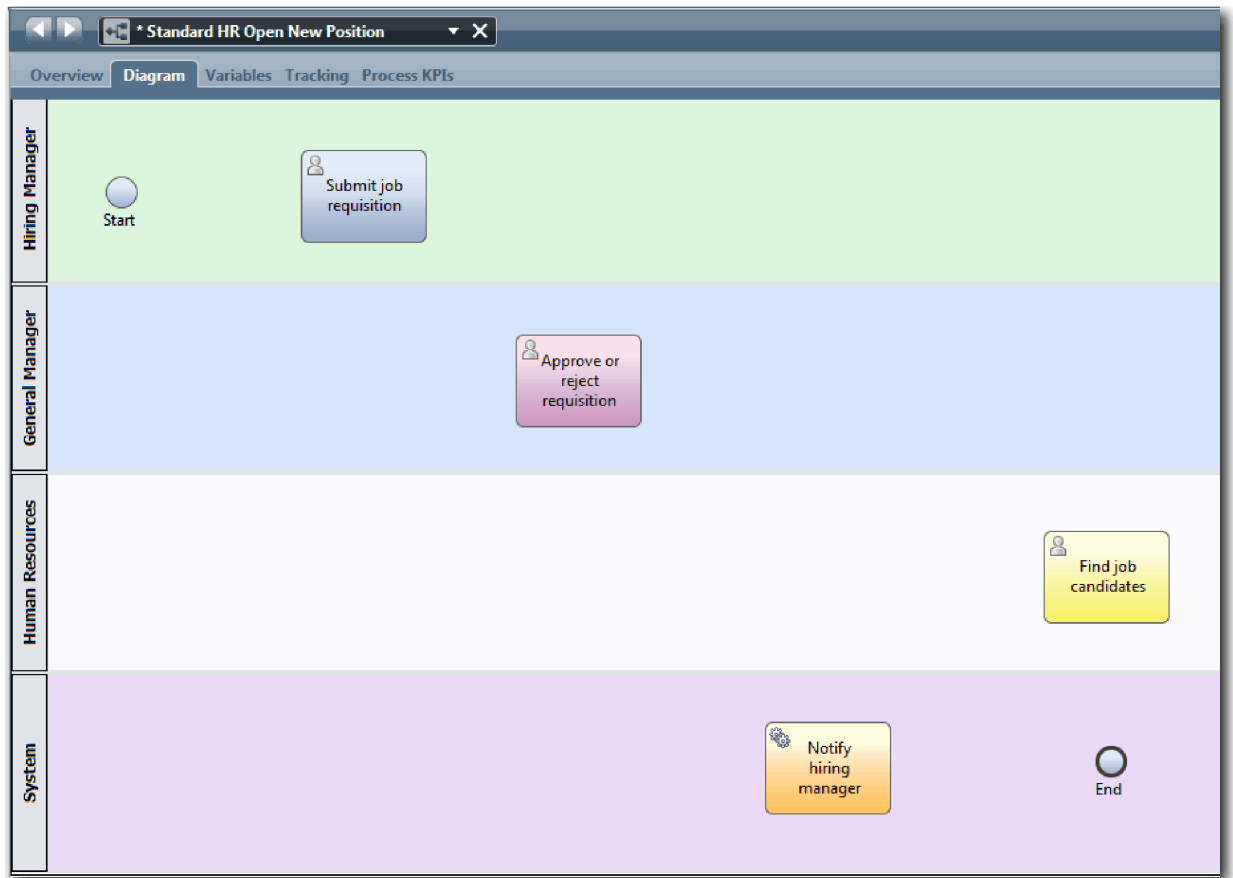 * Standard HR Open New Position
Overview Diagram Variables Tracking Process KPIs
Hiring Manager
Start
Submit job
requisition
General Manager
Approve or
reject
requisition
Human Resources
Find job
candidates
System
Notify
hiring
manager
End